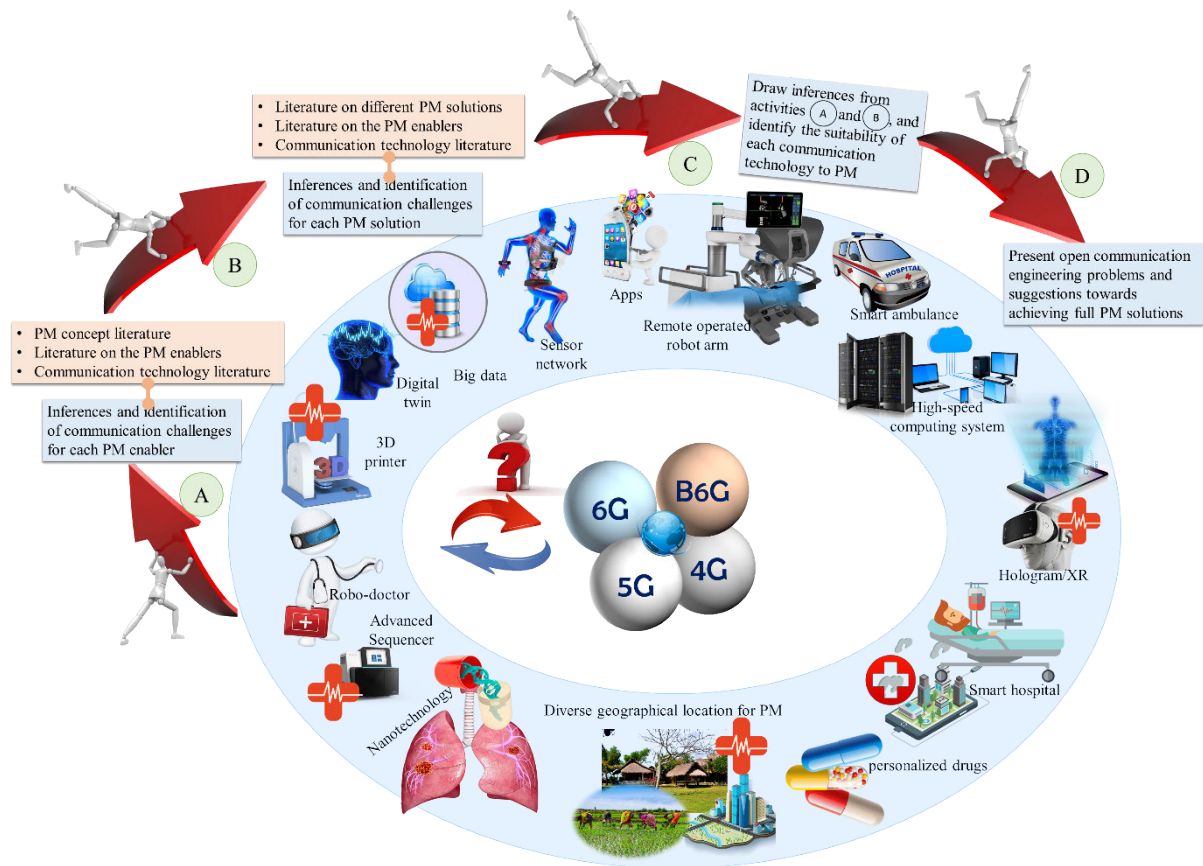 • Literature on different PM solutions
• Literature on the PM enablers
• Communication technology literature
Inferences and identification
of communication challenges
for each PM solution
B
• PM concept literature
• Literature on the PM enablers
• Communication technology literature
Inferences and identification
of communication challenges
for each PM enabler
A
C
Draw inferences from
activities A and B, and
identify the suitability of
each communication
technology to PM
D
Present open communication
engineering problems and
suggestions towards
achieving full PM solutions
Apps
Remote operated
robot arm
HOSPITAL
Smart ambulance
Sensor
network
Big data
Digital
twin
High-speed
computing system
3D
3D
printer
Hologram/XR
Robo-doctor
Advanced
Sequencer
Nanotechnology
Diverse geographical location for PM
personalized drugs
Smart hospital
?
6G
B6G
5G
4G